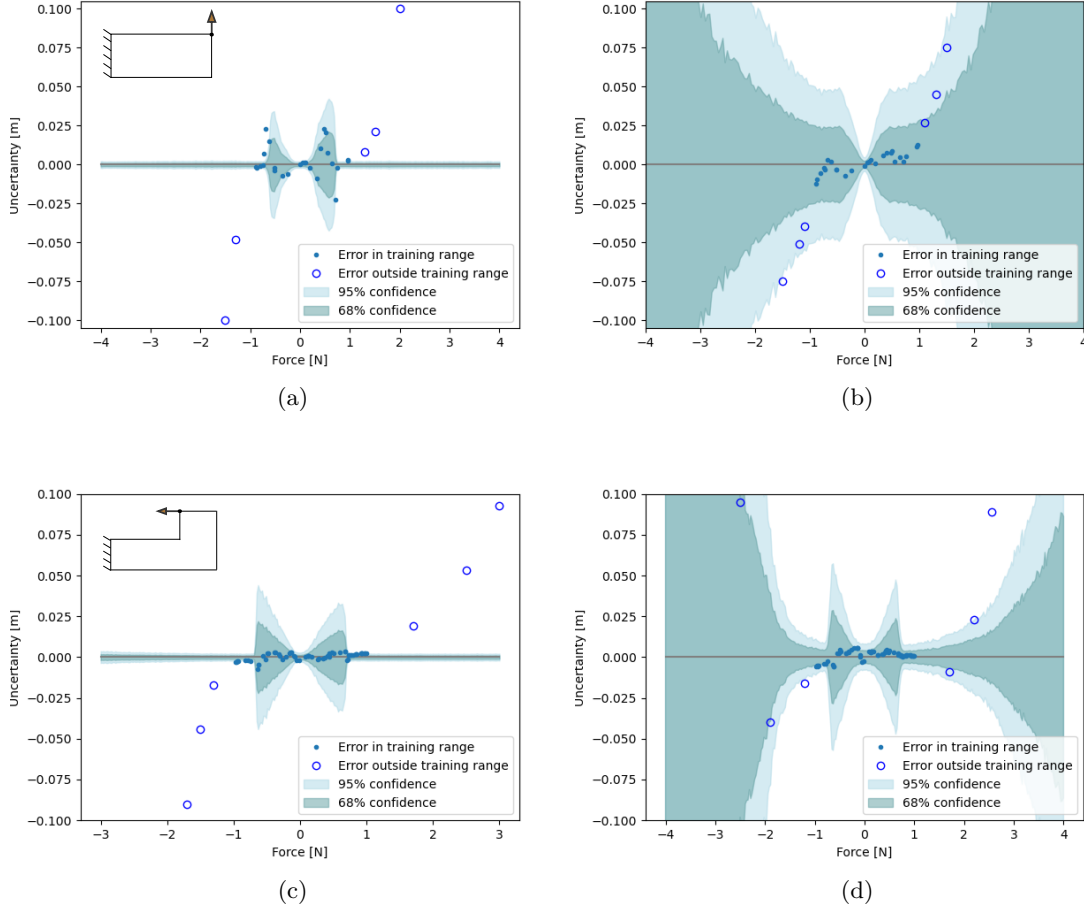 0.100
0.075
0.050
0.025
0.000
-0.025
-0.050
-0.075
-0.100
Uncertainty [m]
Error in training range
Error outside training range
95% confidence
68% confidence
−4 −3 −2 −1 0 1 2 3 4
Force [N]
(a)
0.100
0.075
0.050
0.025
0.000
-0.025
-0.050
-0.075
-0.100
Uncertainty [m]
Error in training range
Error outside training range
95% confidence
68% confidence
−4 −3 −2 −1 0 1 2 3 4
Force [N]
(b)
0.100
0.075
0.050
0.025
0.000
-0.025
-0.050
-0.075
-0.100
Uncertainty [m]
Error in training range
Error outside training range
95% confidence
68% confidence
−3 −2 −1 0 1 2 3
Force [N]
(c)
0.100
0.075
0.050
0.025
0.000
-0.025
-0.050
-0.075
-0.100
Uncertainty [m]
Error in training range
Error outside training range
95% confidence
68% confidence
−4 −3 −2 −1 0 1 2 3 4
Force [N]
(d)